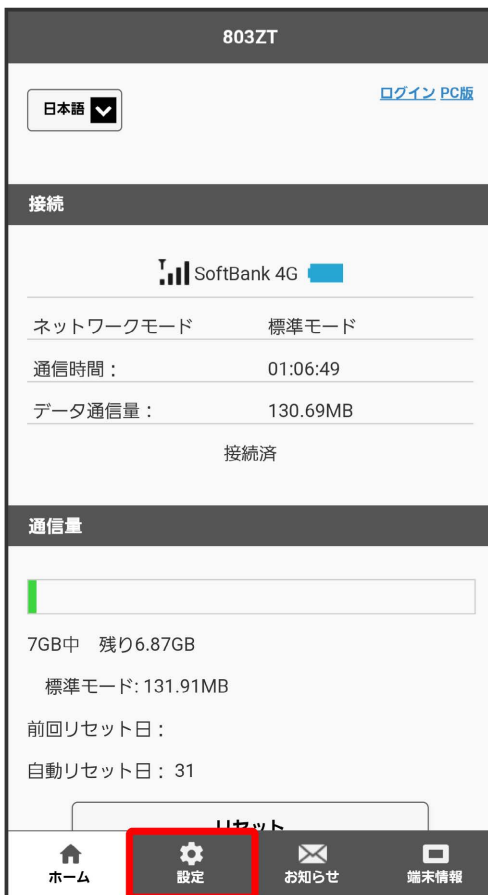 803ZT
日本語
ログイン PC版
接続
SoftBank 4G
ネットワークモード 標準モード
通信時間： 01:06:49
データ通信量： 130.69MB
接続済
通信量
7GB中 残り6.87GB
標準モード: 131.91MB
前回リセット日：
自動リセット日： 31
リセット
ホーム 設定 お知らせ 端末情報